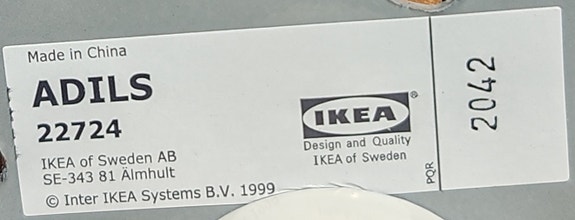 Made in China
ADILS
22724
IKEA of Sweden AB
SE-343 81 Älmhult
© Inter IKEA Systems B.V. 1999
IKEA®
Design and Quality
IKEA of Sweden
PQR
2042